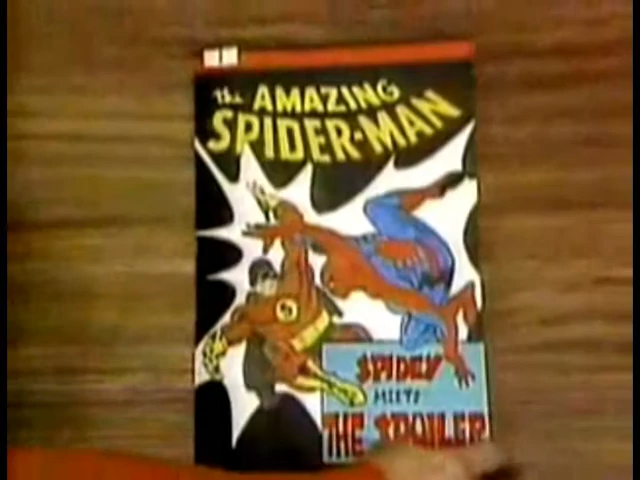 the AMAZING
SPIDER-MAN
SPIDEY
MEETS
THE SPOILER